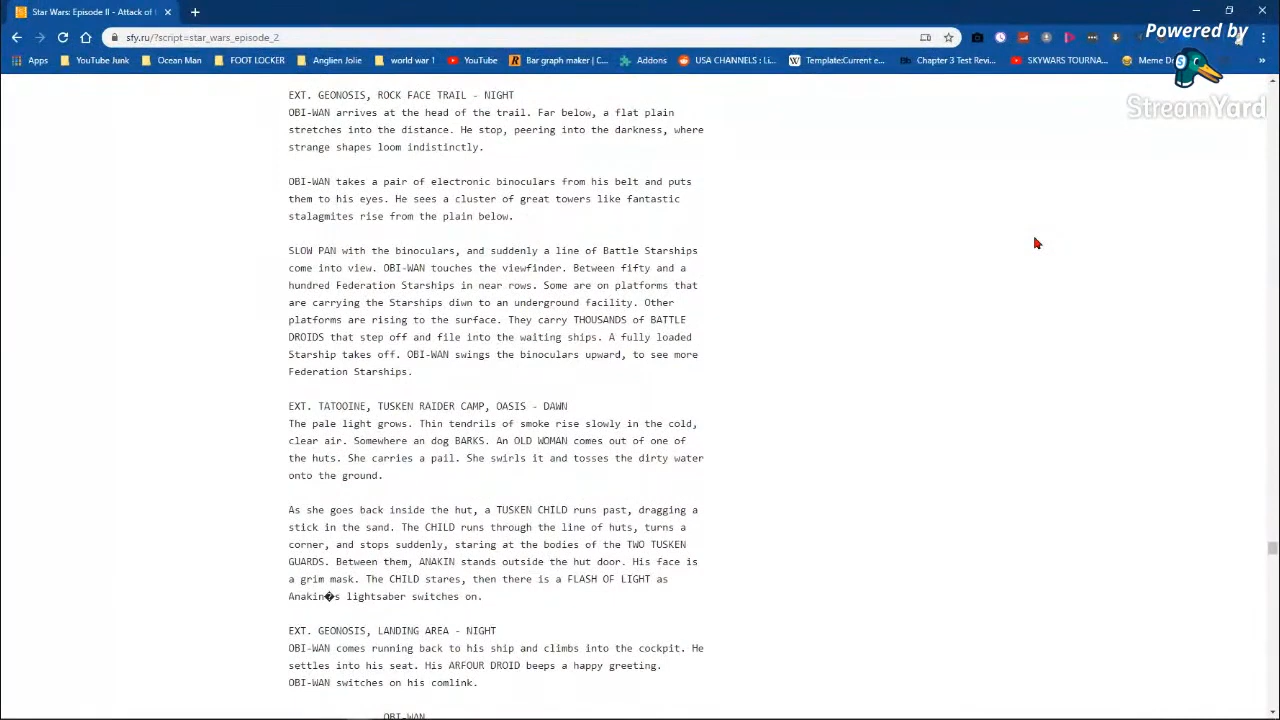 Star Wars: Episode II - Attack of
Powered by
sfy.ru/?script=star_wars_episode_2
Apps
YouTube Junk
Ocean Man
FOOT LOCKER
Anglien Jolie
world war 1
YouTube
Bar graph maker | C...
Addons
USA CHANNELS : Li...
Template:Current e...
Chapter 3 Test Revi...
SKYWARS TOURNA...
Meme Da
StreamYard
EXT. GEONOSIS, ROCK FACE TRAIL - NIGHT
OBI-WAN arrives at the head of the trail. Far below, a flat plain
stretches into the distance. He stop, peering into the darkness, where
strange shapes loom indistinctly.
OBI-WAN takes a pair of electronic binoculars from his belt and puts
them to his eyes. He sees a cluster of great towers like fantastic
stalagmites rise from the plain below.
SLOW PAN with the binoculars, and suddenly a line of Battle Starships
come into view. OBI-WAN touches the viewfinder. Between fifty and a
hundred Federation Starships in near rows. Some are on platforms that
are carrying the Starships diwn to an underground facility. Other
platforms are rising to the surface. They carry THOUSANDS of BATTLE
DROIDS that step off and file into the waiting ships. A fully loaded
Starship takes off. OBI-WAN swings the binoculars upward, to see more
Federation Starships.
EXT. TATOOINE, TUSKEN RAIDER CAMP, OASIS - DAWN
The pale light grows. Thin tendrils of smoke rise slowly in the cold,
clear air. Somewhere an dog BARKS. An OLD WOMAN comes out of one of
the huts. She carries a pail. She swirls it and tosses the dirty water
onto the ground.
As she goes back inside the hut, a TUSKEN CHILD runs past, dragging a
stick in the sand. The CHILD runs through the line of huts, turns a
corner, and stops suddenly, staring at the bodies of the TWO TUSKEN
GUARDS. Between them, ANAKIN stands outside the hut door. His face is
a grim mask. The CHILD stares, then there is a FLASH OF LIGHT as
Anakin�s lightsaber switches on.
EXT. GEONOSIS, LANDING AREA - NIGHT
OBI-WAN comes running back to his ship and climbs into the cockpit. He
settles into his seat. His ARFOUR DROID beeps a happy greeting.
OBI-WAN switches on his comlink.
OBI-WAN